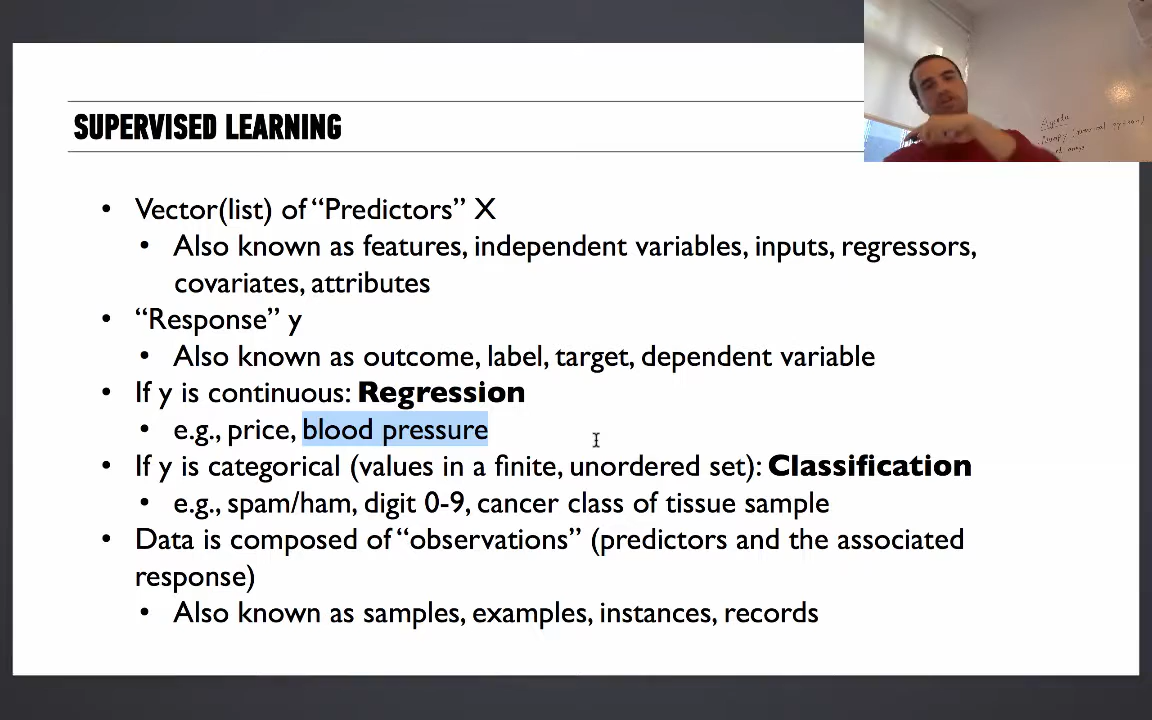 SUPERVISED LEARNING
• Vector(list) of “Predictors” X
• Also known as features, independent variables, inputs, regressors,
covariates, attributes
• “Response” y
• Also known as outcome, label, target, dependent variable
• If y is continuous: Regression
• e.g., price, blood pressure
• If y is categorical (values in a finite, unordered set): Classification
• e.g., spam/ham, digit 0-9, cancer class of tissue sample
• Data is composed of “observations” (predictors and the associated
response)
• Also known as samples, examples, instances, records